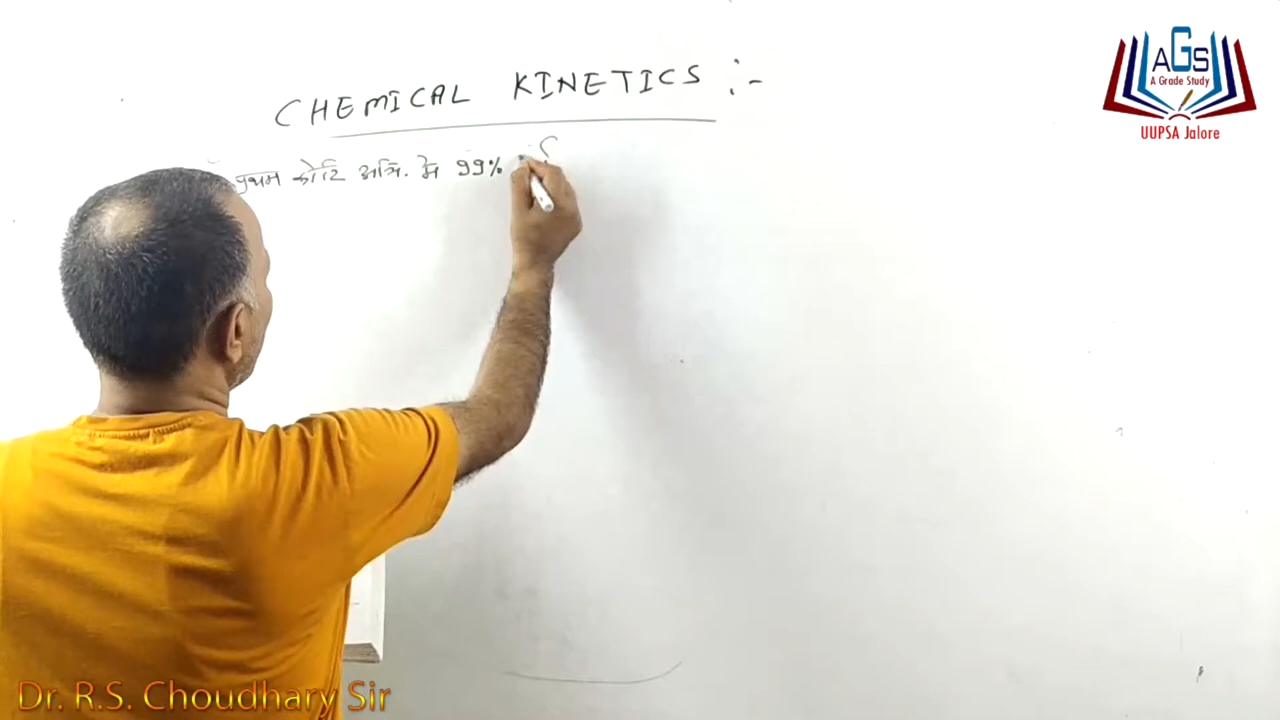 CHEMICAL KINETICS :-
प्रथम कोटि अभि. में 99%
AGS
A Grade Study
UUPSA Jalore
Dr. R.S. Choudhary Sir